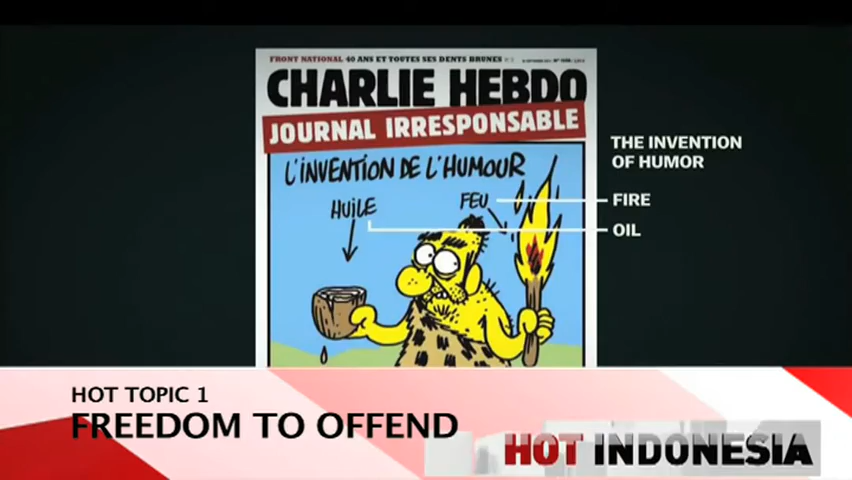 FRONT NATIONAL 40 ANS ET TOUTES SES DENTS BRUNES
CHARLIE HEBDO
JOURNAL IRRESPONSABLE
L'INVENTION DE L'HUMOUR
HUILE
FEU
THE INVENTION
OF HUMOR
FIRE
OIL
HOT TOPIC 1
FREEDOM TO OFFEND
HOT INDONESIA